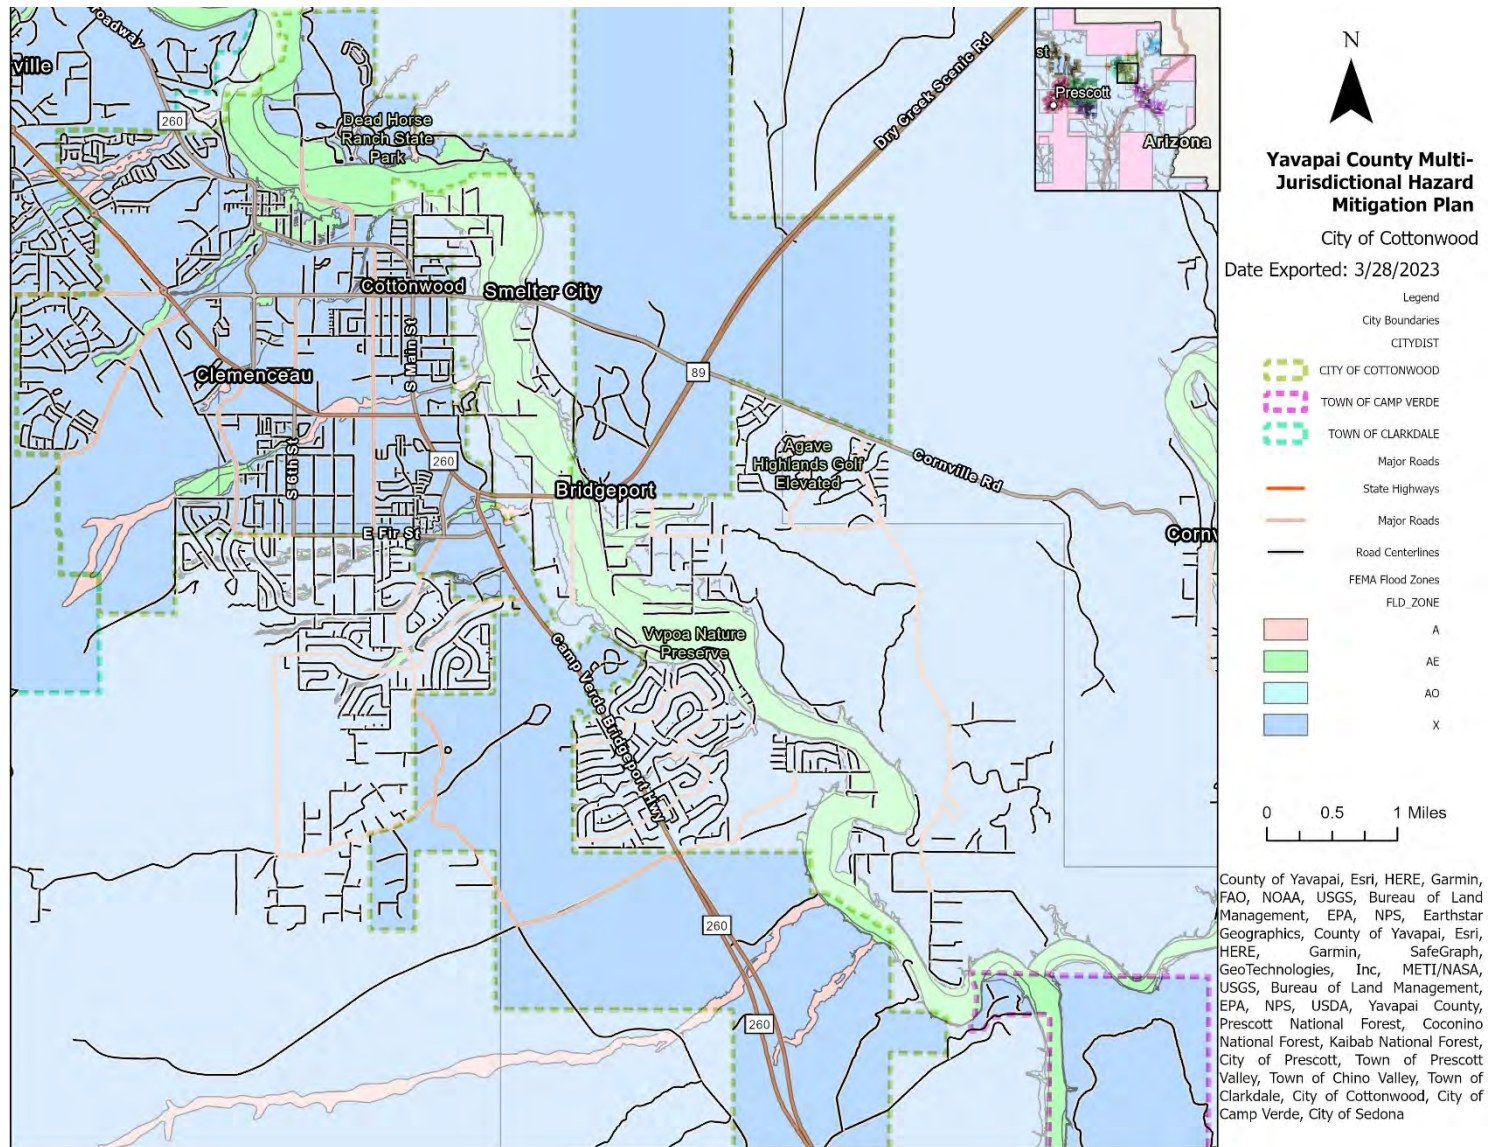 roadway
ville
260
Dead Horse
Ranch State
Park
Dry Creek Scenic Rd
st
Prescott
Arizona
Cottonwood
Smelter City
S Main St
Clemenceau
89
S 6th St
260
Agave
Highlands Golf
Elevated
Cornville Rd
Bridgeport
E Fir St
Cornv
Vvpoa Nature
Preserve
Camp Verde Bridgeport Hwy
260
260
N
Yavapai County Multi-
Jurisdictional Hazard
Mitigation Plan
City of Cottonwood
Date Exported: 3/28/2023
Legend
City Boundaries
CITYDIST
CITY OF COTTONWOOD
TOWN OF CAMP VERDE
TOWN OF CLARKDALE
Major Roads
State Highways
Major Roads
Road Centerlines
FEMA Flood Zones
FLD_ZONE
A
AE
AO
X
0 0.5 1 Miles
County of Yavapai, Esri, HERE, Garmin,
FAO, NOAA, USGS, Bureau of Land
Management, EPA, NPS, Earthstar
Geographics, County of Yavapai, Esri,
HERE, Garmin, SafeGraph,
GeoTechnologies, Inc, METI/NASA,
USGS, Bureau of Land Management,
EPA, NPS, USDA, Yavapai County,
Prescott National Forest, Coconino
National Forest, Kaibab National Forest,
City of Prescott, Town of Prescott
Valley, Town of Chino Valley, Town of
Clarkdale, City of Cottonwood, City of
Camp Verde, City of Sedona